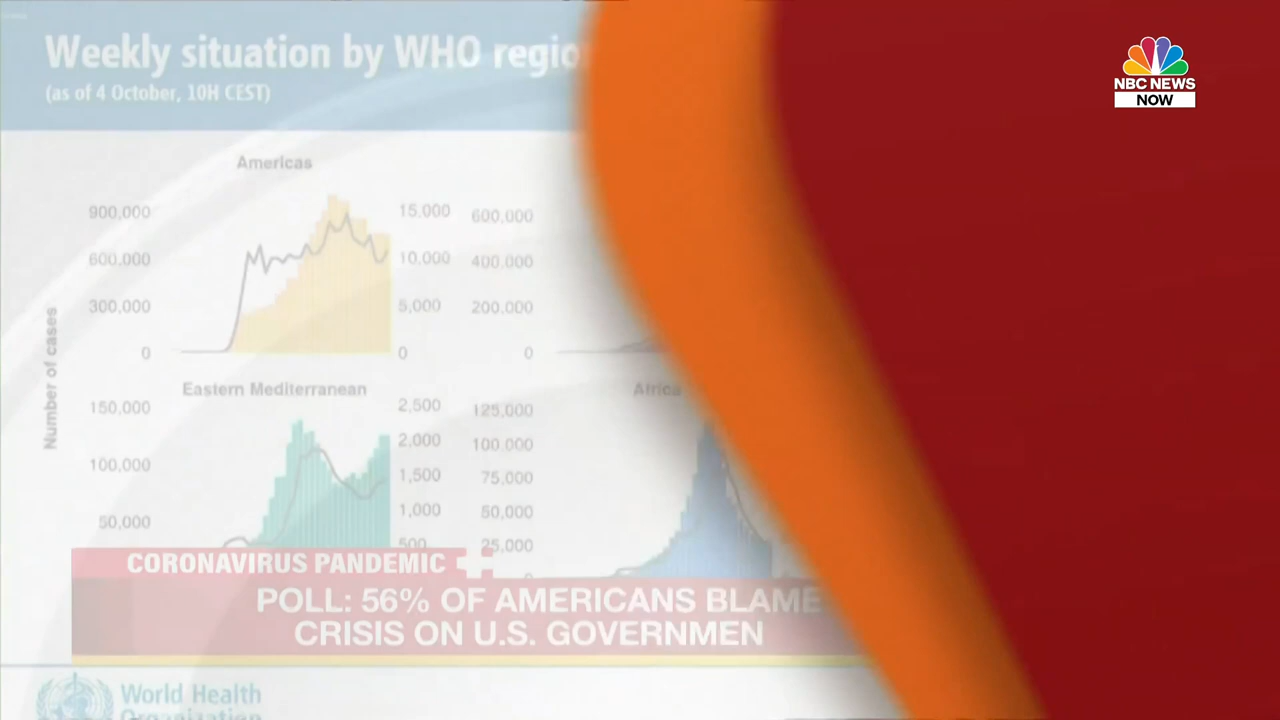 Weekly situation by WHO regio
(as of 4 October, 10H CEST)
NBC NEWS
NOW
Americas
900,000
600,000
300,000
0
15,000
10,000
5,000
0
600,000
400,000
200,000
0
Number of cases
Eastern Mediterranean
150,000
100,000
50,000
2,500
2,000
1,500
1,000
500
Africa
125,000
100,000
75,000
50,000
25,000
0
CORONAVIRUS PANDEMIC
POLL: 56% OF AMERICANS BLAME
CRISIS ON U.S. GOVERNMEN
World Health
Organization